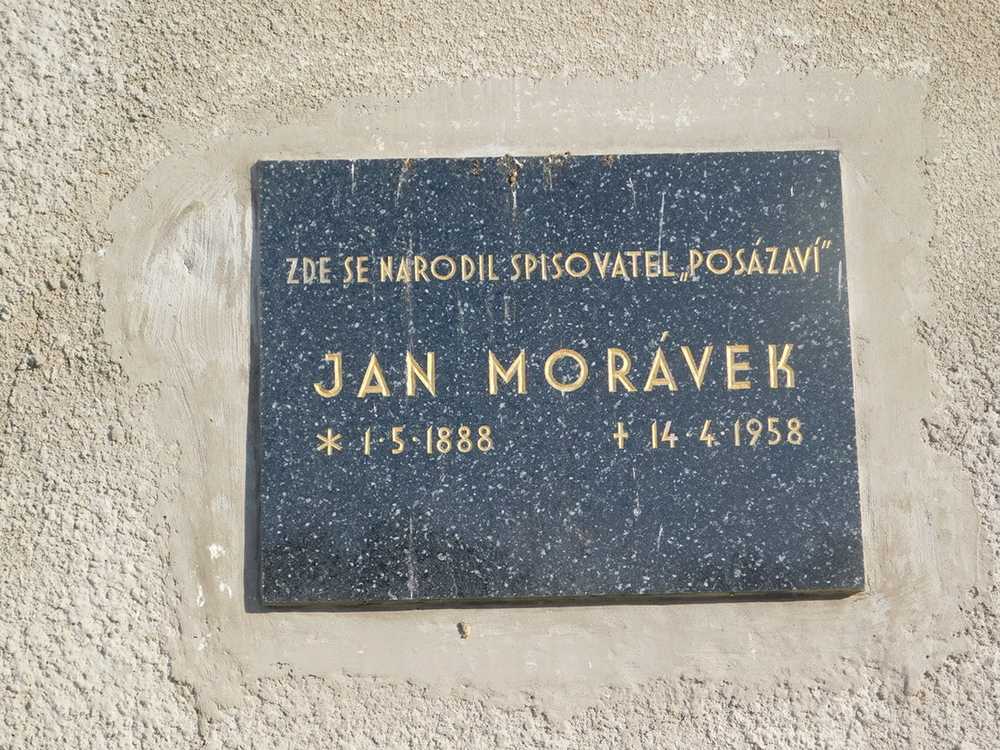 ZDE SE NARODIL SPISOVATEL „POSÁZAVÍ”
JAN MORÁVEK
* 1·5·1888 ✝ 14·4·1958